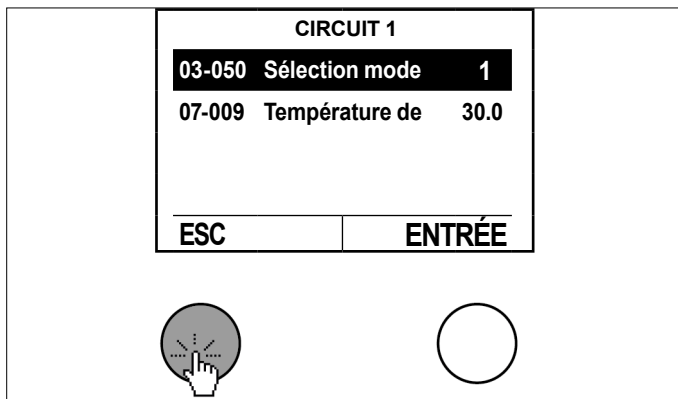 CIRCUIT 1
03-050 Sélection mode 1
07-009 Température de 30.0
ESC ENTRÉE